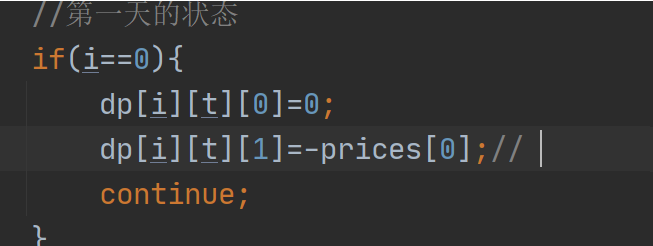 //第一天的状态
if(i==0){
dp[i][t][0]=0;
dp[i][t][1]=-prices[0];//
continue;
}